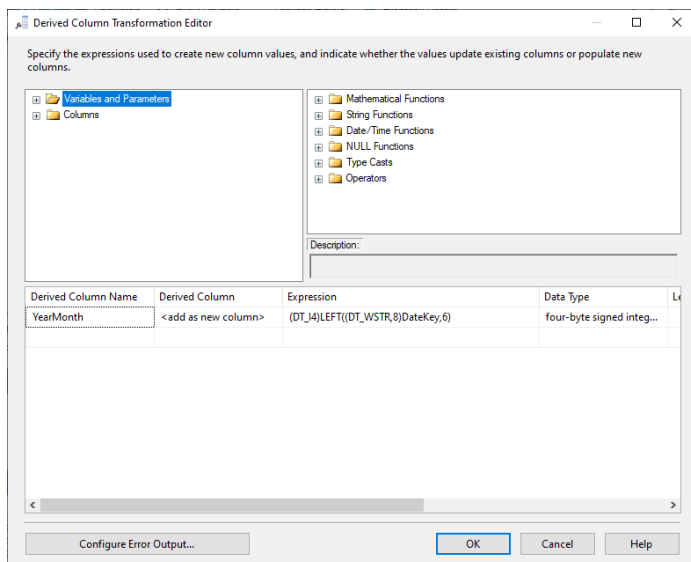 Derived Column Transformation Editor
Specify the expressions used to create new column values, and indicate whether the values update existing columns or populate new
columns.
Variables and Parameters
Columns
Mathematical Functions
String Functions
Date/Time Functions
NULL Functions
Type Casts
Operators
Description:
Derived Column Name Derived Column Expression Data Type Le
YearMonth <add as new column> (DT_I4)LEFT((DT_WSTR,8)DateKey,6) four-byte signed integ...
Configure Error Output... OK Cancel Help